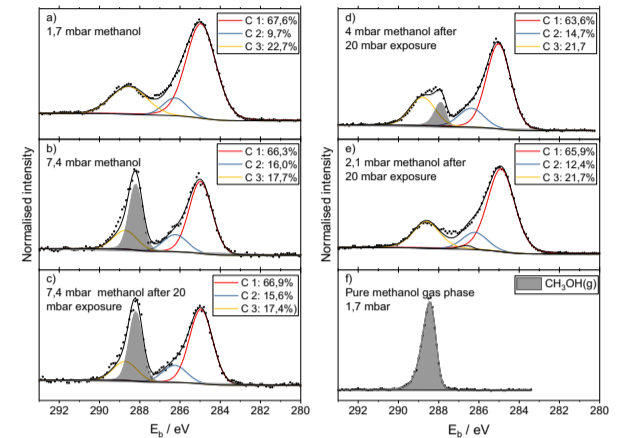 a)
1,7 mbar methanol
C 1: 67,6%
C 2: 9,7%
C 3: 22,7%
b)
7,4 mbar methanol
C 1: 66,3%
C 2: 16,0%
C 3: 17,7%
c)
7,4 mbar methanol after 20
mbar exposure
C 1: 66,9%
C 2: 15,6%
C 3: 17,4%)
Normalised intensity
292 290 288 286 284 282 280
E_b / eV
d)
4 mbar methanol after
20 mbar exposure
C 1: 63,6%
C 2: 14,7%
C 3: 21,7
e)
2,1 mbar methanol after
20 mbar exposure
C 1: 65,9%
C 2: 12,4%
C 3: 21,7%
f)
Pure methanol gas phase
1,7 mbar
CH₃OH(g)
Normalised intensity
292 290 288 286 284 282 280
E_b / eV